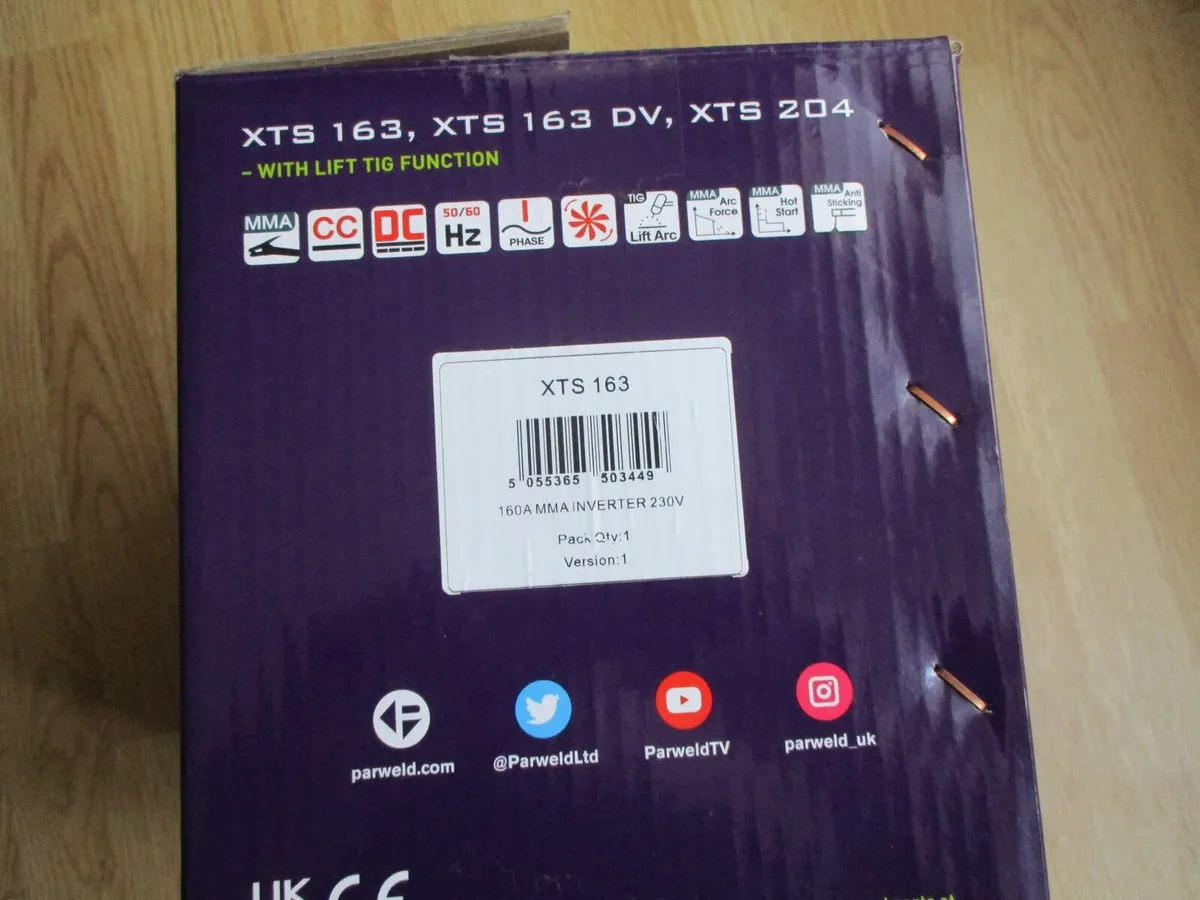 XTS 163, XTS 163 DV, XTS 204
– WITH LIFT TIG FUNCTION
MMA
CC
DC
50/60
Hz
I
PHASE
TIG
Lift Arc
MMA
Arc
Force
MMA
Hot
Start
MMA
Anti
Sticking
XTS 163
5 055365 503449
160A MMA INVERTER 230V
Pack Qty:1
Version:1
parweld.com
@ParweldLtd
ParweldTV
parweld_uk
UK CE